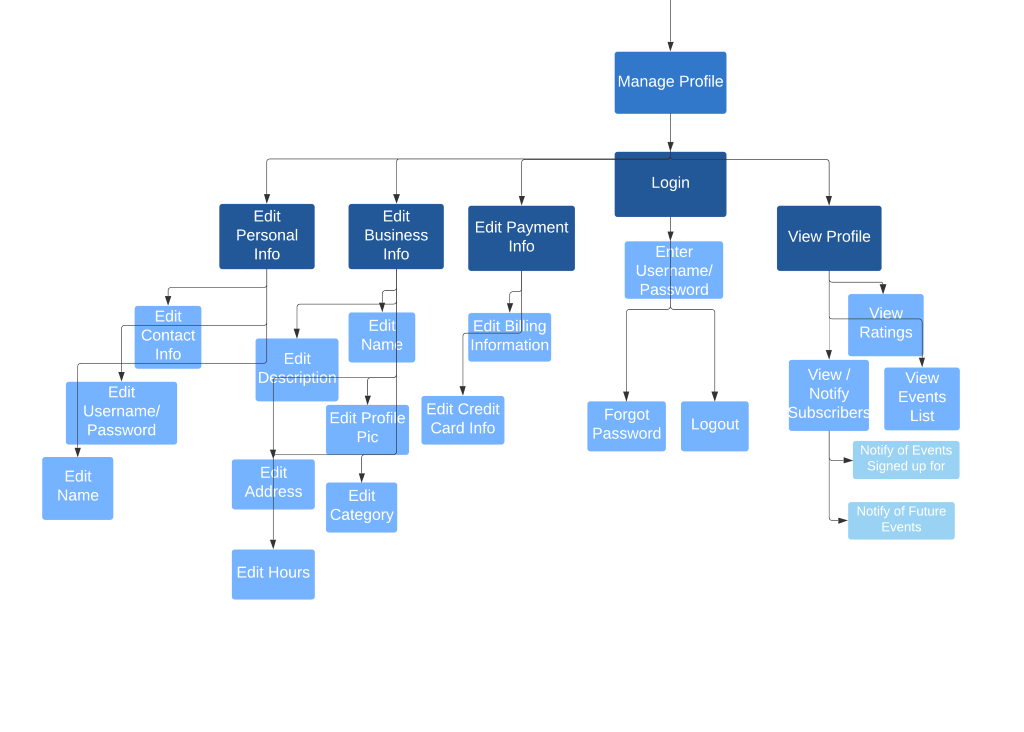 Manage Profile
Login
Edit
Personal
Info
Edit
Business
Info
Edit Payment
Info
View Profile
Enter
Username/
Password
Edit
Contact
Info
Edit
Name
Edit Billing
Information
View
Ratings
Edit
Description
Edit
Username/
Password
Edit Profile
Pic
Edit Credit
Card Info
Forgot
Password
Logout
View /
Notify
Subscribers
View
Events
List
Notify of Events
Signed up for
Edit
Name
Edit
Address
Edit
Category
Notify of Future
Events
Edit Hours